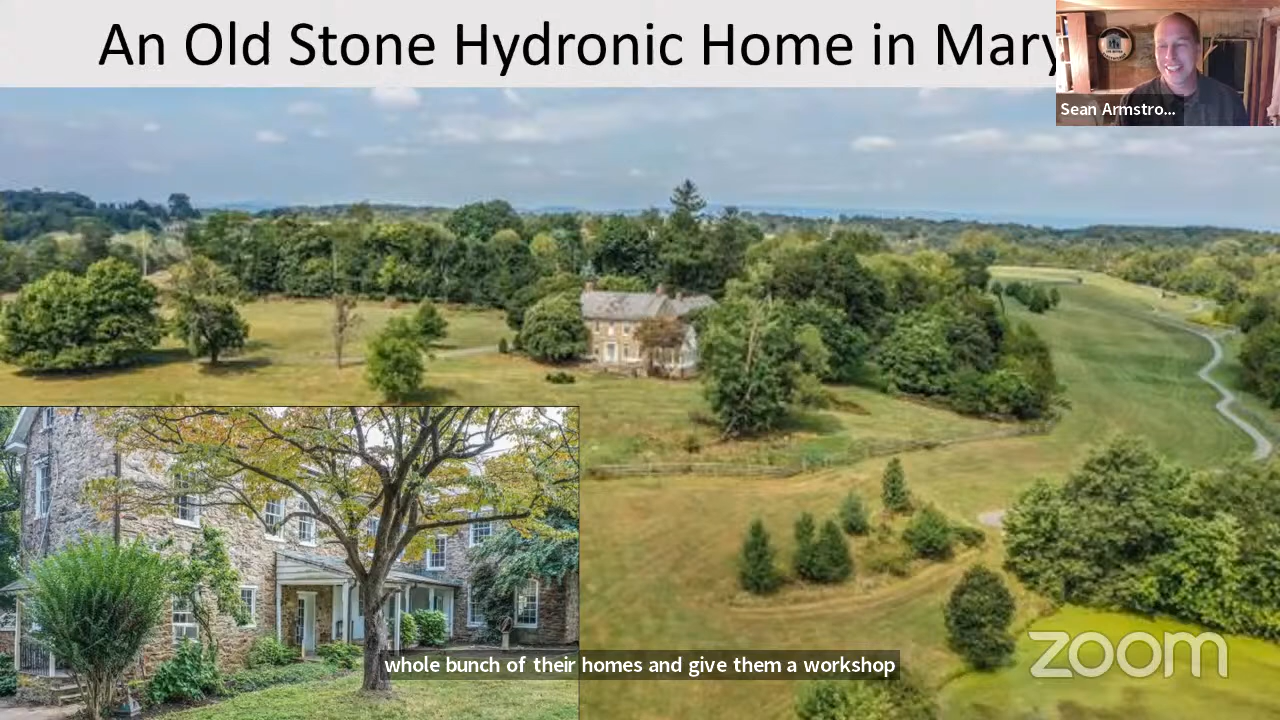 An Old Stone Hydronic Home in Mary
Sean Armstro...
whole bunch of their homes and give them a workshop
zoom